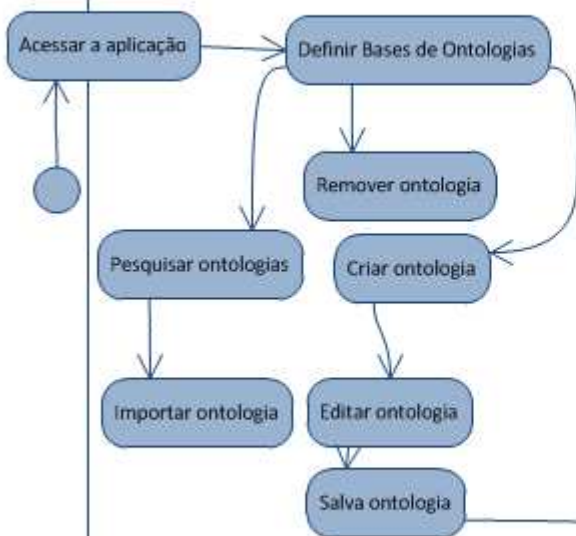 Acessar a aplicação
Definir Bases de Ontologias
Remover ontologia
Pesquisar ontologias
Criar ontologia
Importar ontologia
Editar ontologia
Salva ontologia